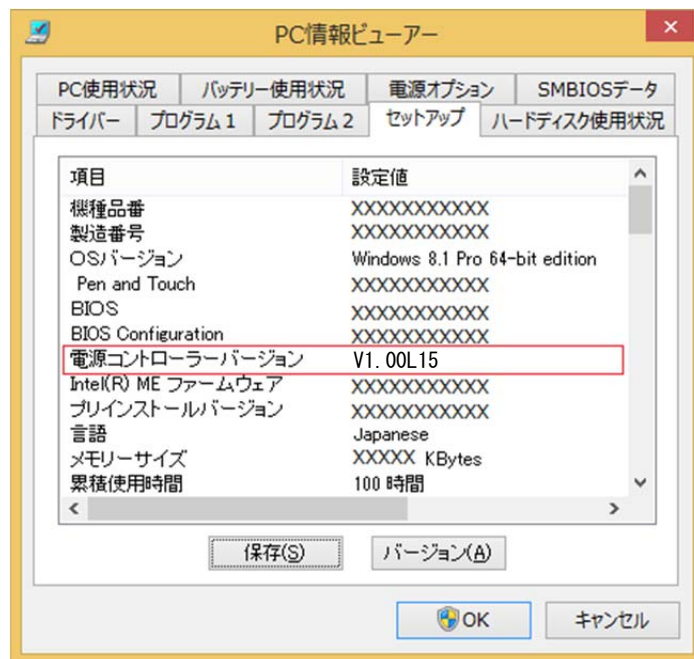 PC情報ビューアー
PC使用状況 バッテリー使用状況 電源オプション SMBIOSデータ
ドライバー プログラム1 プログラム2 セットアップ ハードディスク使用状況
項目 設定値
機種品番 XXXXXXXXXXX
製造番号 XXXXXXXXXXX
OSバージョン Windows 8.1 Pro 64-bit edition
Pen and Touch XXXXXXXXXXX
BIOS XXXXXXXXXXX
BIOS Configuration XXXXXXXXXXX
電源コントローラーバージョン V1.00L15
Intel(R) ME ファームウェア XXXXXXXXXXX
プリインストールバージョン XXXXXXXXXXX
言語 Japanese
メモリーサイズ XXXXX KBytes
累積使用時間 100 時間
保存(S) バージョン(A)
OK キャンセル